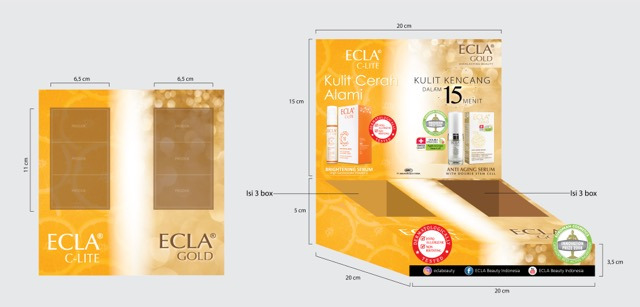 6,5 cm
6,5 cm
11 cm
ECLA®
C-LITE
ECLA®
GOLD
20 cm
15 cm
ECLA®
C-LITE
Kulit Cerah
Alami
BRIGHTENING SERUM
ECLA®
GOLD
KULIT KENCANG
DALAM 15 MENIT
ECLA
ANTI AGING SERUM
WITH DOUBLE STEM CELL
Isi 3 box
Isi 3 box
5 cm
DERMATOLOGICALLY
TESTED
3,5 cm
eclabeauty
ECLA Beauty Indonesia
ECLA Beauty Indonesia
20 cm
20 cm